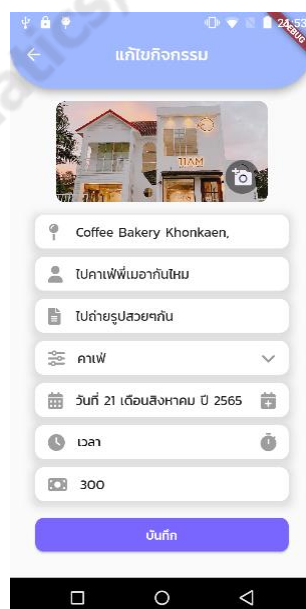 21:53
DEBUG
แก้ไขกิจกรรม
11AM
Coffee Bakery Khonkaen,
ไปคาเฟ่พี่เมอากันไหม
ไปถ่ายรูปสวยๆกัน
คาเฟ่
วันที่ 21 เดือนสิงหาคม ปี 2565
เวลา
300
บันทึก